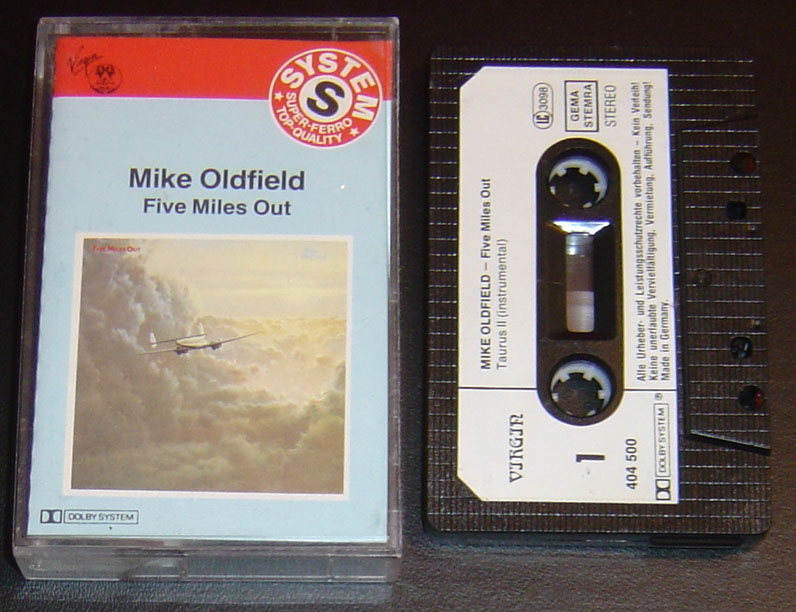 Virgin
SYSTEM
S
SUPER-FERRO
★ TOP-QUALITY ★
Mike Oldfield
Five Miles Out
Five Miles Out
DOLBY SYSTEM
LC 3098
GEMA
STEMRA
STEREO
MIKE OLDFIELD – Five Miles Out
Taurus II (instrumental)
Alle Urheber- und Leistungsschutzrechte vorbehalten – Kein Verleih!
Keine unerlaubte Vervielfältigung, Vermietung, Aufführung, Sendung!
Made in Germany.
VIRGIN
1
404 500
DOLBY SYSTEM ®